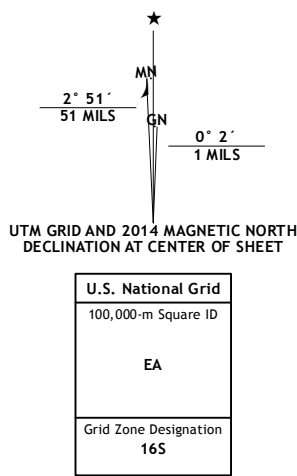 ★
MN
2° 51´
51 MILS
GN
0° 2´
1 MILS
UTM GRID AND 2014 MAGNETIC NORTH
DECLINATION AT CENTER OF SHEET
U.S. National Grid
100,000-m Square ID
EA
Grid Zone Designation
16S